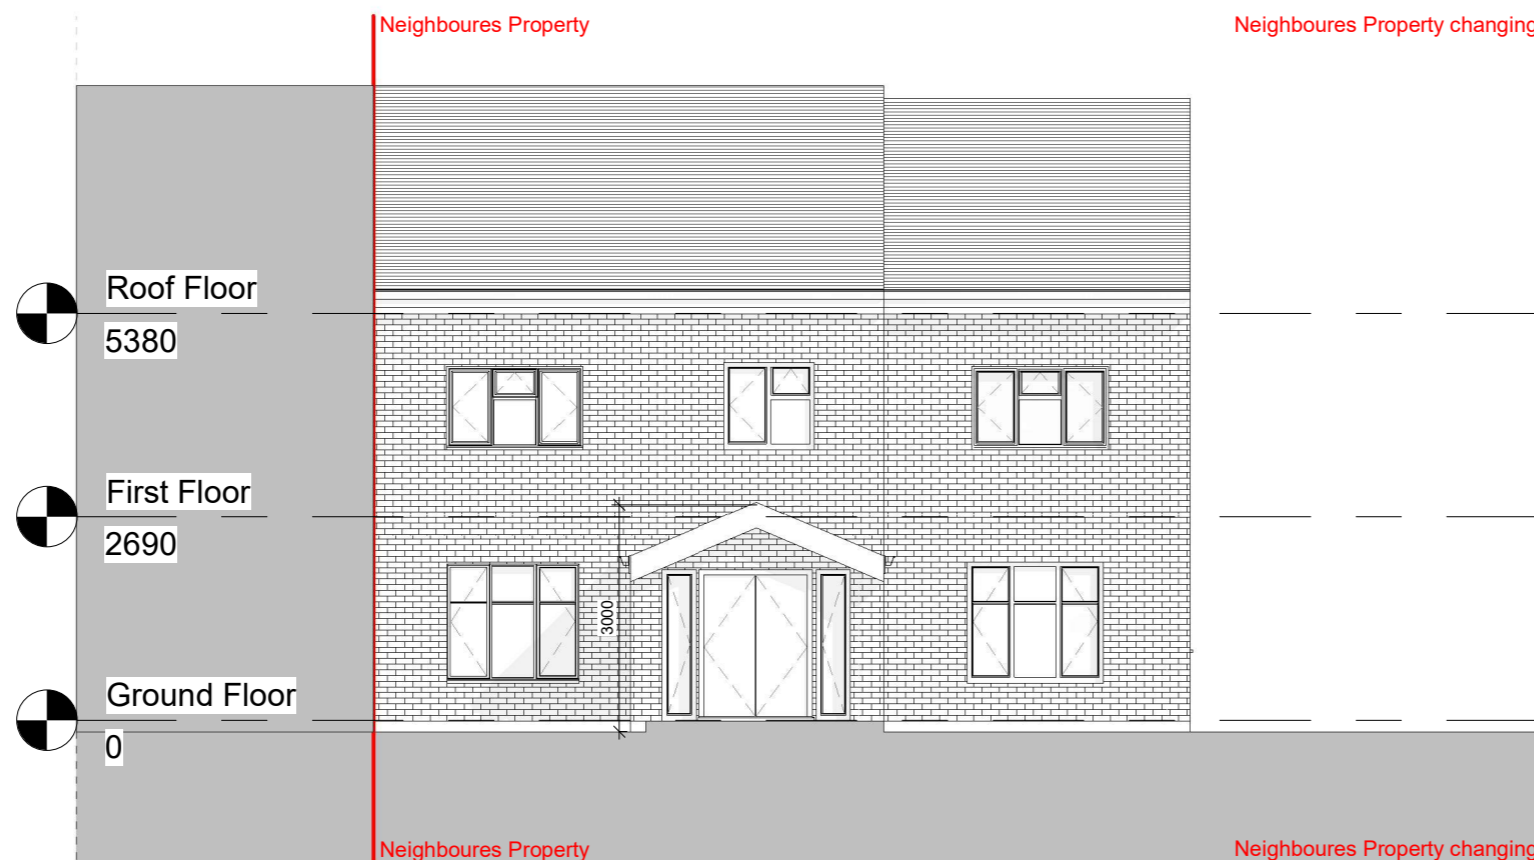 Neighboures Property
Neighboures Property changing
Roof Floor
5380
First Floor
2690
3000
Ground Floor
0
Neighboures Property
Neighboures Property changing